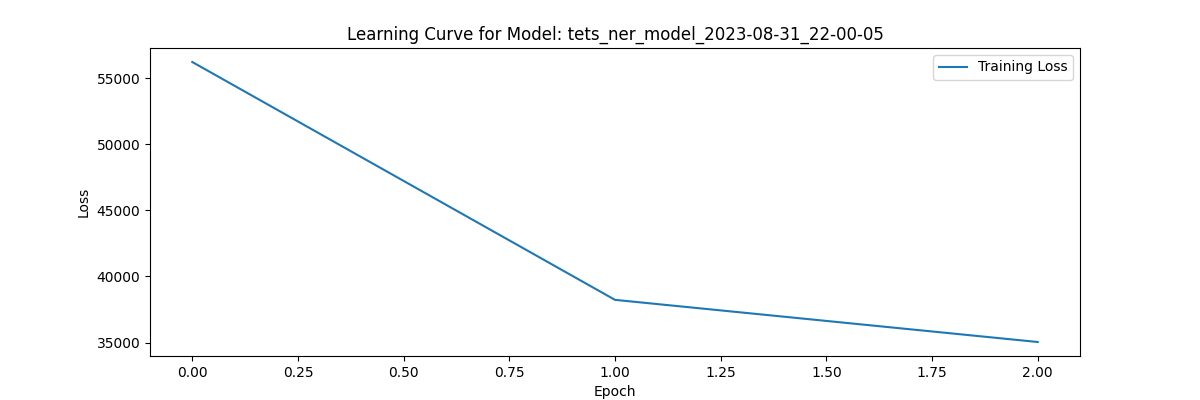 Learning Curve for Model: tets_ner_model_2023-08-31_22-00-05
Training Loss
55000
50000
45000
40000
35000
Loss
0.00 0.25 0.50 0.75 1.00 1.25 1.50 1.75 2.00
Epoch